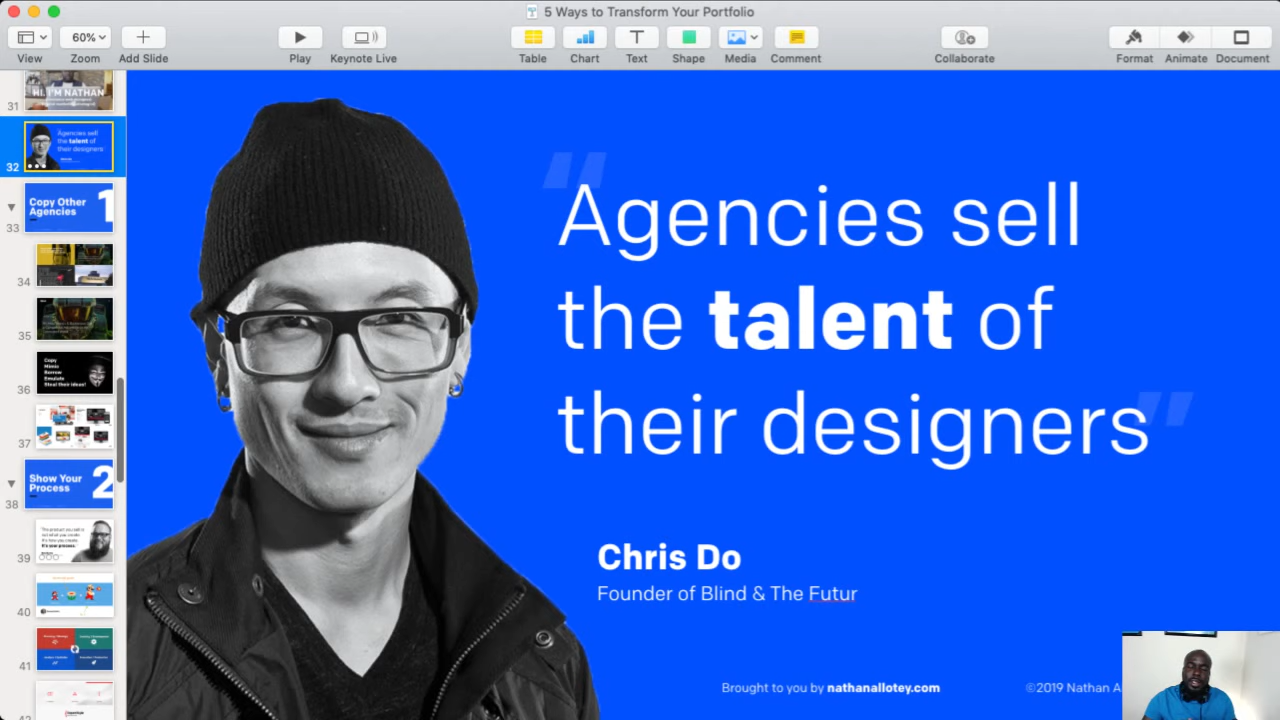 5 Ways to Transform Your Portfolio
60%
View
Zoom
Add Slide
Play
Keynote Live
Table
Chart
Text
Shape
Media
Comment
Collaborate
Format
Animate
Document
HI, I'M NATHAN
31
Agencies sell
the talent of
their designers
32
Copy Other
Agencies
1
33
34
35
Copy
Mimic
Borrow
Emulate
Steal their ideas!
36
37
Show Your
Process
2
38
39
40
41
42
"Agencies sell
the talent of
their designers"
Chris Do
Founder of Blind & The Futur
Brought to you by nathanallotey.com
©2019 Nathan A